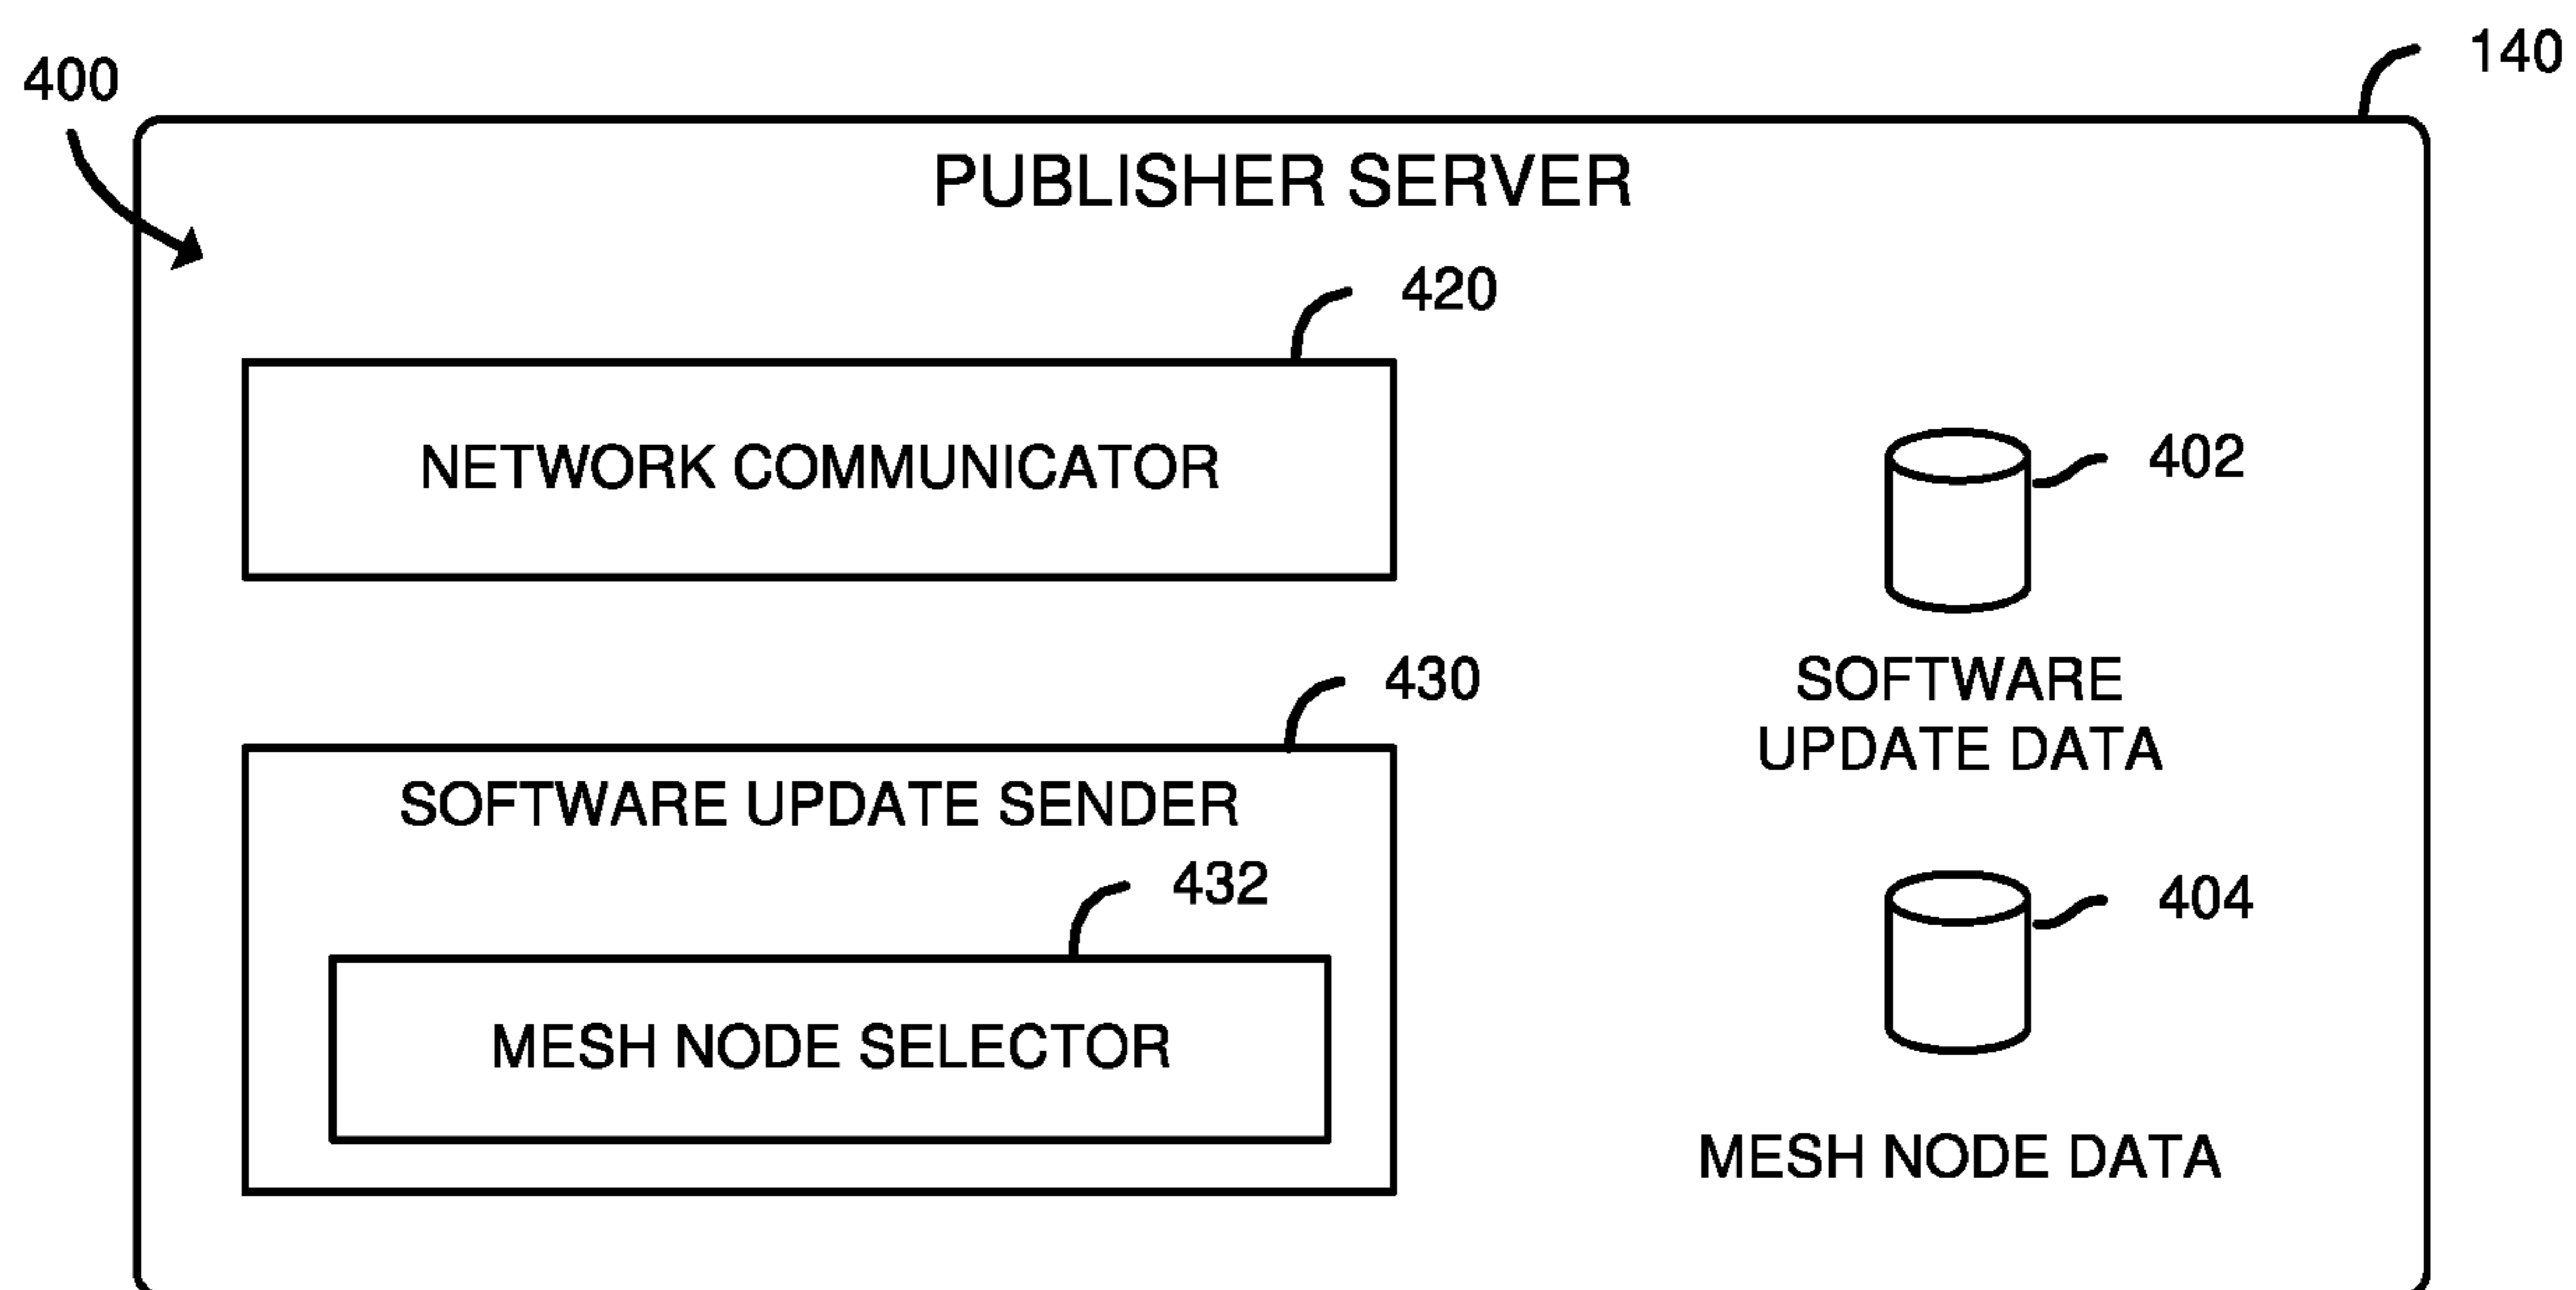 140
400
PUBLISHER SERVER
420
NETWORK COMMUNICATOR
402
SOFTWARE
UPDATE DATA
430
SOFTWARE UPDATE SENDER
432
MESH NODE SELECTOR
404
MESH NODE DATA